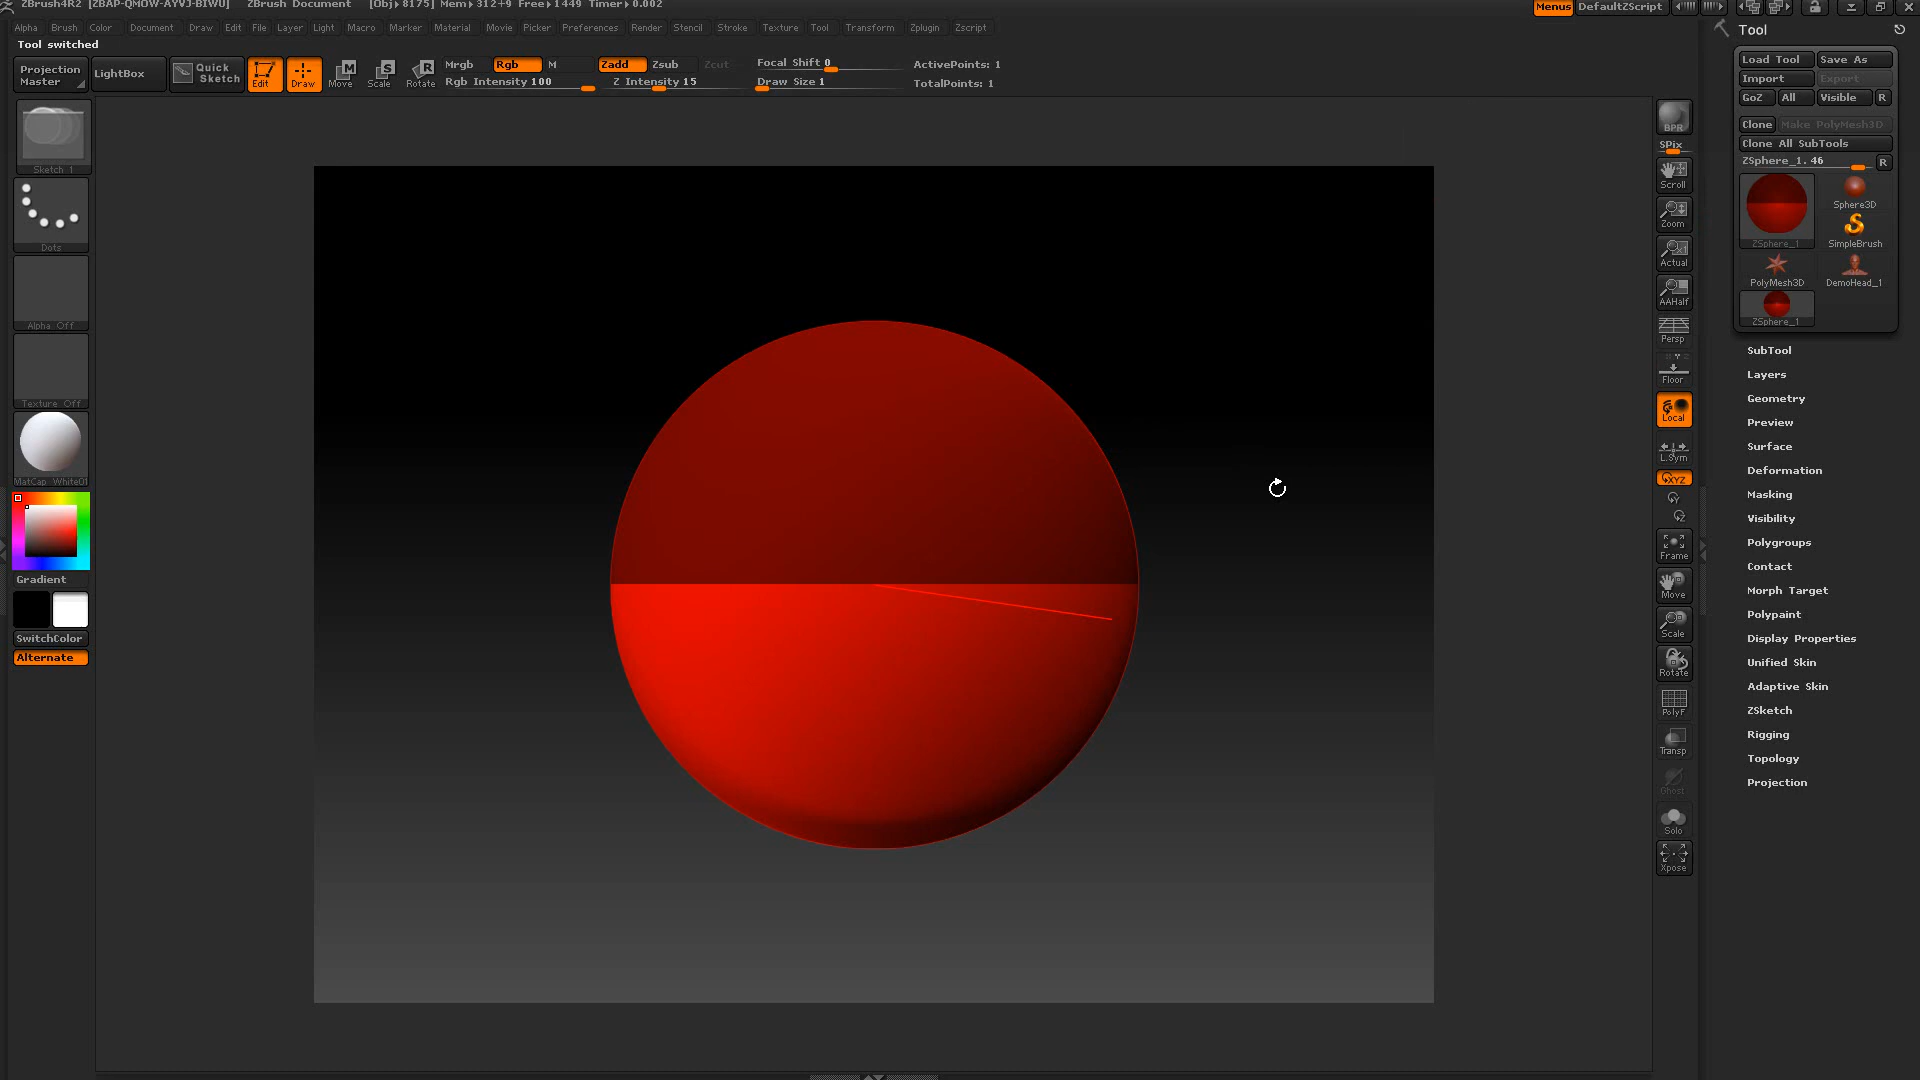 ZBrush4R2 [ZBAP-QMOW-AYVJ-BIWU] ZBrush Document [Obj▸8175] Mem▸312+9 Free▸1449 Timer▸0.002 Menus DefaultZScript
Alpha Brush Color Document Draw Edit File Layer Light Macro Marker Material Movie Picker Preferences Render Stencil Stroke Texture Tool Transform Zplugin Zscript
Tool switched
Projection Master
LightBox
Quick Sketch
Edit
Draw
Move
Scale
Rotate
Mrgb Rgb M
Rgb Intensity 100
Zadd Zsub Zcut
Z Intensity 15
Focal Shift 0
Draw Size 1
ActivePoints: 1
TotalPoints: 1
Sketch 1
Dots
Alpha Off
Texture Off
MatCap White01
Gradient
SwitchColor
Alternate
BPR
SPix
Scroll
Zoom
Actual
AAHalf
Persp
Floor
Local
L.Sym
XYZ
Y
Z
Frame
Move
Scale
Rotate
PolyF
Transp
Ghost
Solo
Xpose
Tool
Load Tool Save As
Import Export
GoZ All Visible R
Clone Make PolyMesh3D
Clone All SubTools
ZSphere_1. 46 R
ZSphere_1
Sphere3D
SimpleBrush
PolyMesh3D
DemoHead_1
ZSphere_1
SubTool
Layers
Geometry
Preview
Surface
Deformation
Masking
Visibility
Polygroups
Contact
Morph Target
Polypaint
Display Properties
Unified Skin
Adaptive Skin
ZSketch
Rigging
Topology
Projection